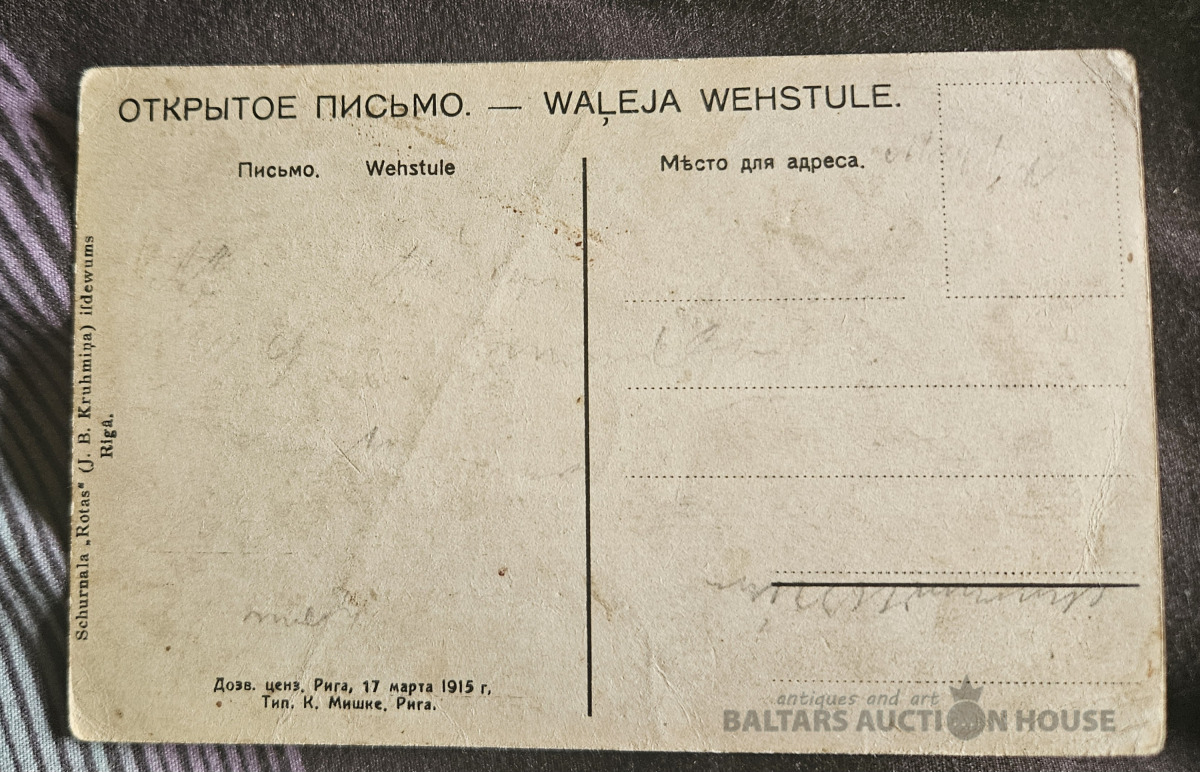 ОТКРЫТОЕ ПИСЬМО. — WAĻEJA WEHSTULE.
Письмо. Wehstule
Мѣсто для адреса.
Schurnala „Rotas“ (J. B. Kruhmiņa) iſdewums
Rigâ.
Дозв. ценз. Рига, 17 марта 1915 г.
Тип. К. Мишке, Рига.
antiques and art
BALTARS AUCTION HOUSE